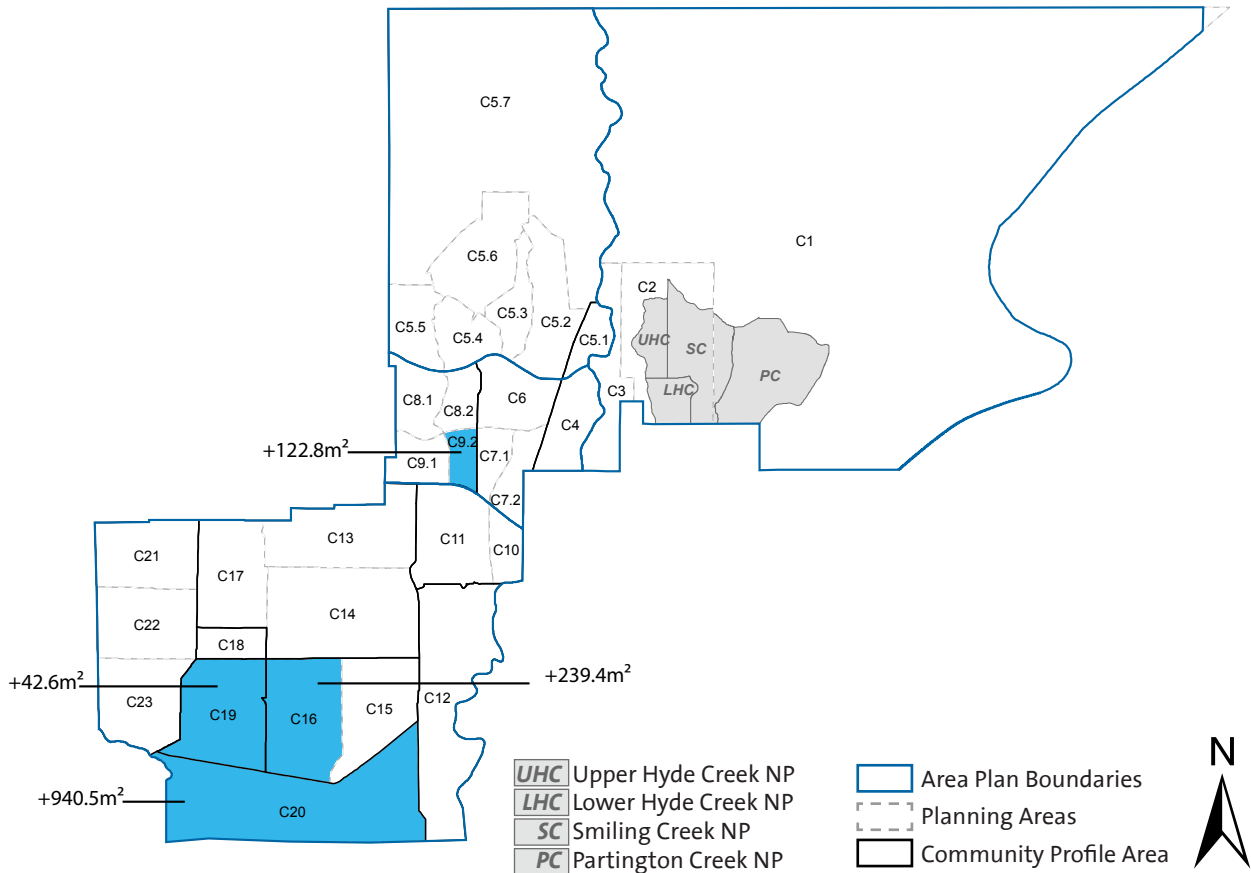 C5.7
C1
C5.6
C2
C5.3
C5.2
C5.5
C5.4
C5.1
UHC
SC
PC
LHC
C3
C8.1
C8.2
C6
C4
+122.8m²
C9.2
C9.1
C7.1
C7.2
C21
C13
C11
C10
C17
C14
C22
C18
+42.6m²
+239.4m²
C23
C19
C16
C15
C12
+940.5m²
C20
UHC Upper Hyde Creek NP
LHC Lower Hyde Creek NP
SC Smiling Creek NP
PC Partington Creek NP
Area Plan Boundaries
Planning Areas
Community Profile Area
N